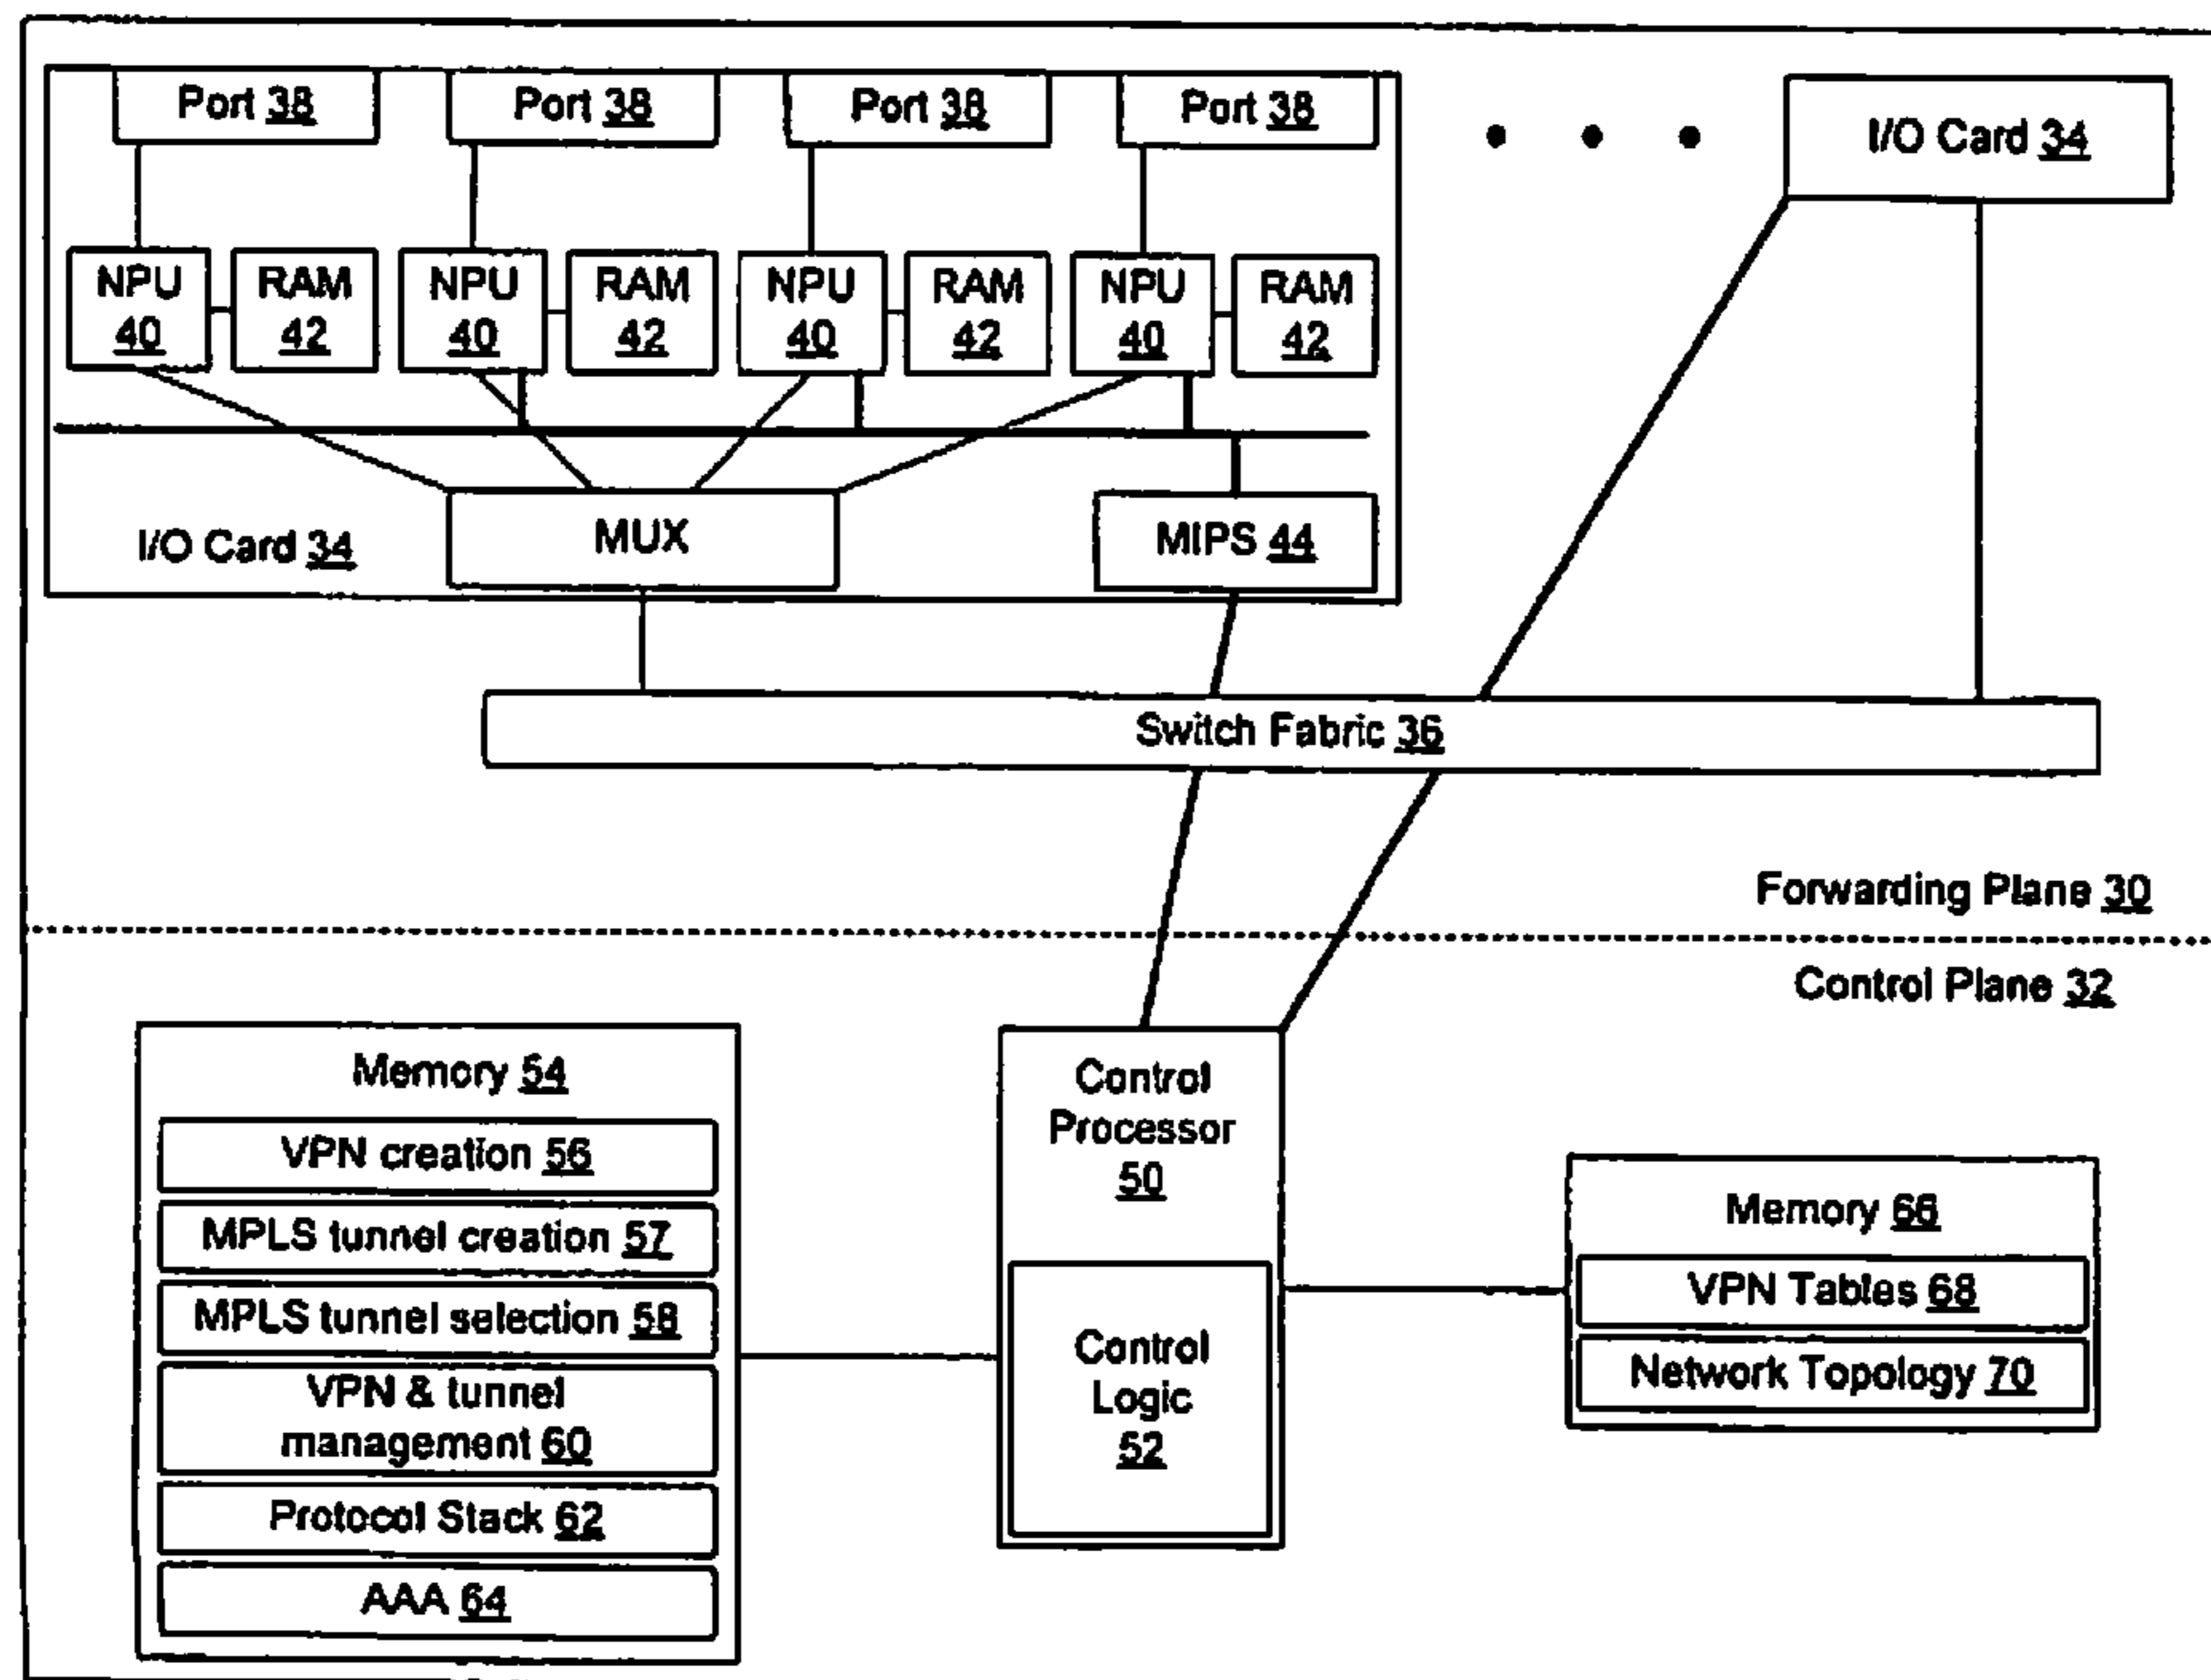 Port 38 Port 38 Port 38 Port 38
I/O Card 34
NPU 40 RAM 42 NPU 40 RAM 42 NPU 40 RAM 42 NPU 40 RAM 42
I/O Card 34
MUX
MIPS 44
Switch Fabric 36
Forwarding Plane 30
Control Plane 32
Memory 54
VPN creation 56
MPLS tunnel creation 57
MPLS tunnel selection 58
VPN & tunnel
management 60
Protocol Stack 62
AAA 64
Control
Processor
50
Control
Logic
52
Memory 66
VPN Tables 68
Network Topology 70